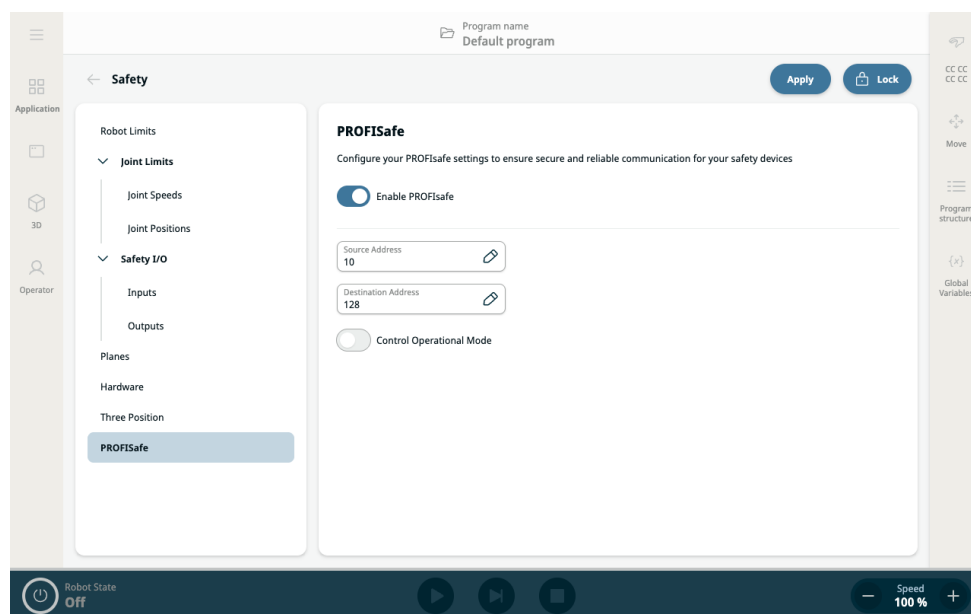 Program name
Default program
Safety
Apply
Lock
CC CC
CC CC
Application
Move
3D
Program
structure
Operator
{x}
Global
Variables
Robot Limits
Joint Limits
Joint Speeds
Joint Positions
Safety I/O
Inputs
Outputs
Planes
Hardware
Three Position
PROFISafe
PROFISafe
Configure your PROFIsafe settings to ensure secure and reliable communication for your safety devices
Enable PROFIsafe
Source Address
10
Destination Address
128
Control Operational Mode
Robot State
Off
Speed
100 %